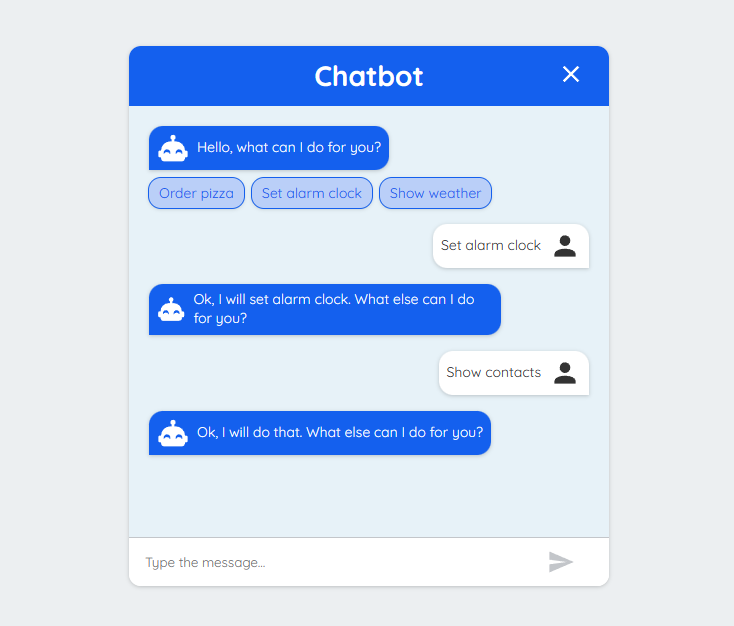 Chatbot
Hello, what can I do for you?
Order pizza
Set alarm clock
Show weather
Set alarm clock
Ok, I will set alarm clock. What else can I do
for you?
Show contacts
Ok, I will do that. What else can I do for you?
Type the message...